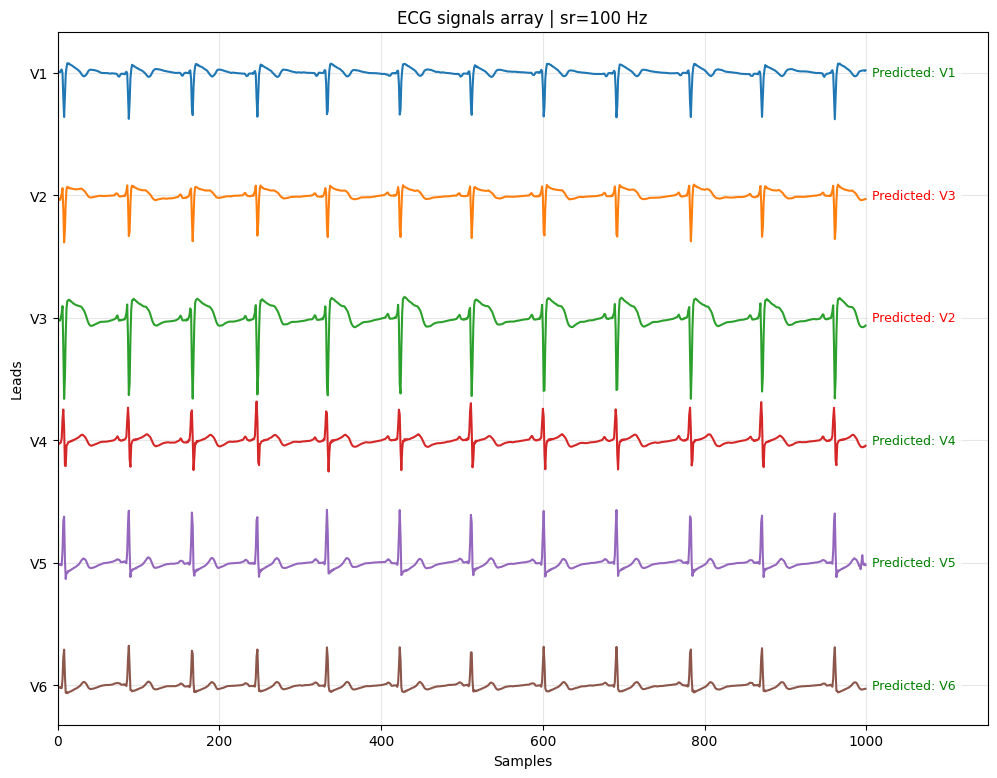 ECG signals array | sr=100 Hz
V1
Predicted: V1
V2
Predicted: V3
V3
Predicted: V2
Leads
V4
Predicted: V4
V5
Predicted: V5
V6
Predicted: V6
0 200 400 600 800 1000
Samples